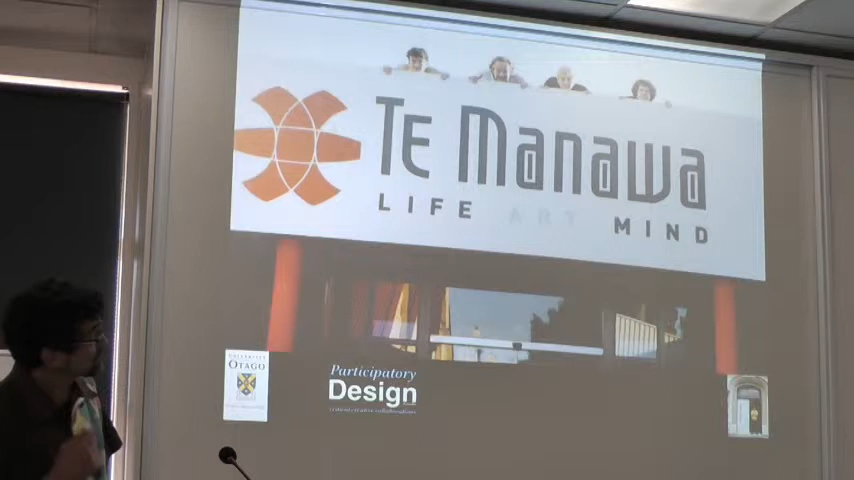 TE MANAWA
LIFE ART MIND
UNIVERSITY
OTAGO
Participatory
Design